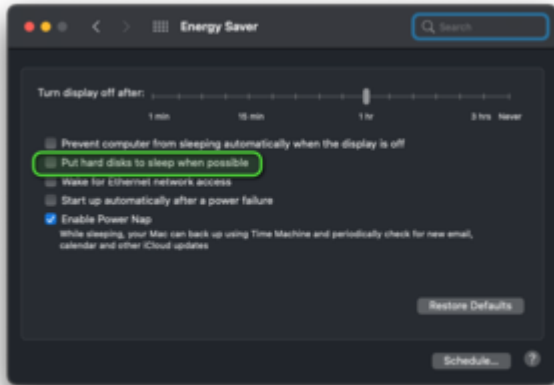 Energy Saver
Search
Turn display off after:
1 min 15 min 1 hr 3 hrs Never
Prevent computer from sleeping automatically when the display is off
Put hard disks to sleep when possible
Wake for Ethernet network access
Start up automatically after a power failure
Enable Power Nap
While sleeping, your Mac can back up using Time Machine and periodically check for new email,
calendar and other iCloud updates
Restore Defaults
Schedule... ?